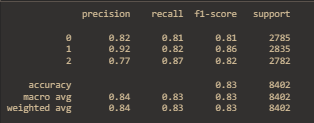 precision recall f1-score support
0 0.82 0.81 0.81 2785
1 0.92 0.82 0.86 2835
2 0.77 0.87 0.82 2782
accuracy 0.83 8402
macro avg 0.84 0.83 0.83 8402
weighted avg 0.84 0.83 0.83 8402